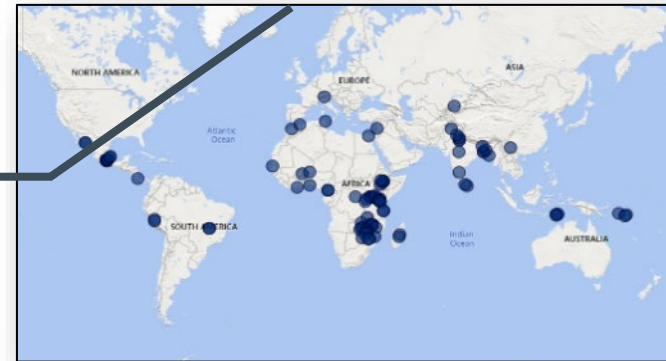 NORTH AMERICA
ASIA
EUROPE
Atlantic
Ocean
AFRICA
SOUTH AMERICA
Indian
Ocean
AUSTRALIA